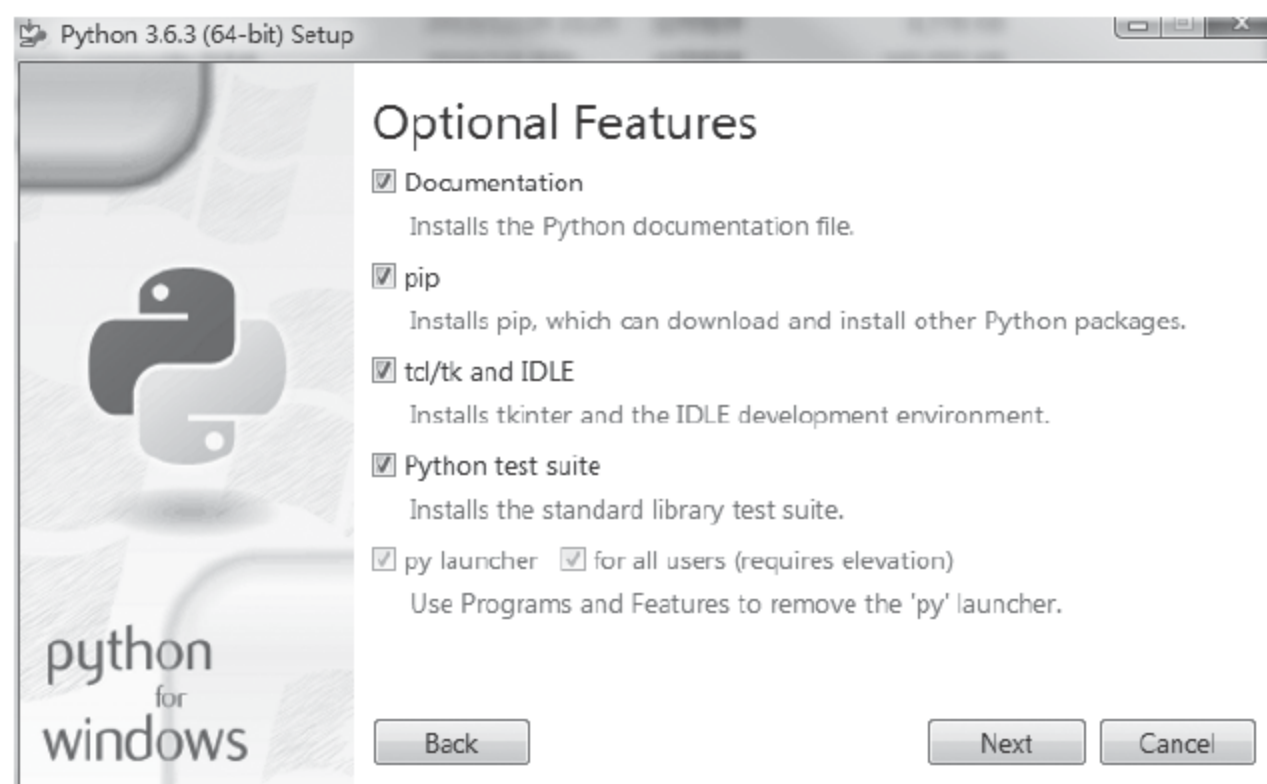 Python 3.6.3 (64-bit) Setup
Optional Features
Documentation
Installs the Python documentation file.
pip
Installs pip, which can download and install other Python packages.
tcl/tk and IDLE
Installs tkinter and the IDLE development environment.
Python test suite
Installs the standard library test suite.
py launcher for all users (requires elevation)
Use Programs and Features to remove the 'py' launcher.
python
for
windows
Back
Next
Cancel